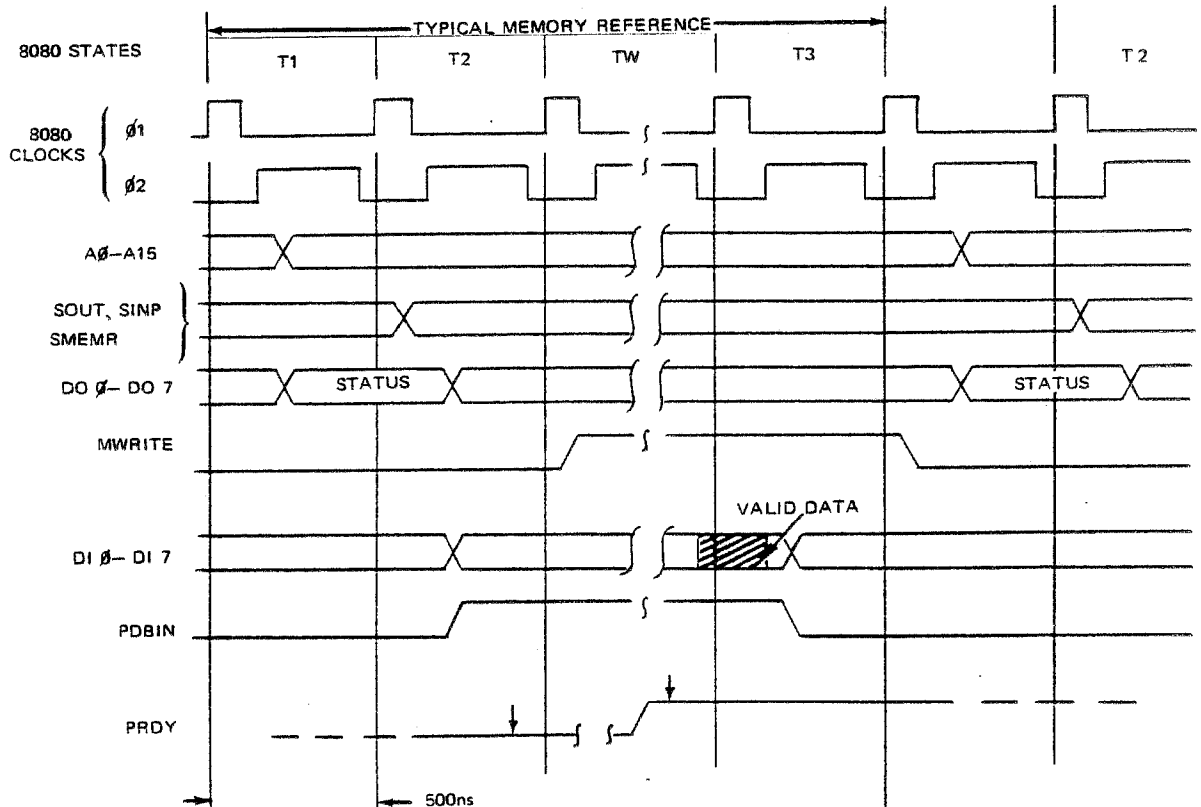 TYPICAL MEMORY REFERENCE
8080 STATES T1 T2 TW T3 T 2
8080 CLOCKS
Ø1
Ø2
AØ–A15
SOUT, SINP
SMEMR
DO Ø– DO 7 STATUS STATUS
MWRITE
VALID DATA
DI Ø– DI 7
PDBIN
PRDY
500ns